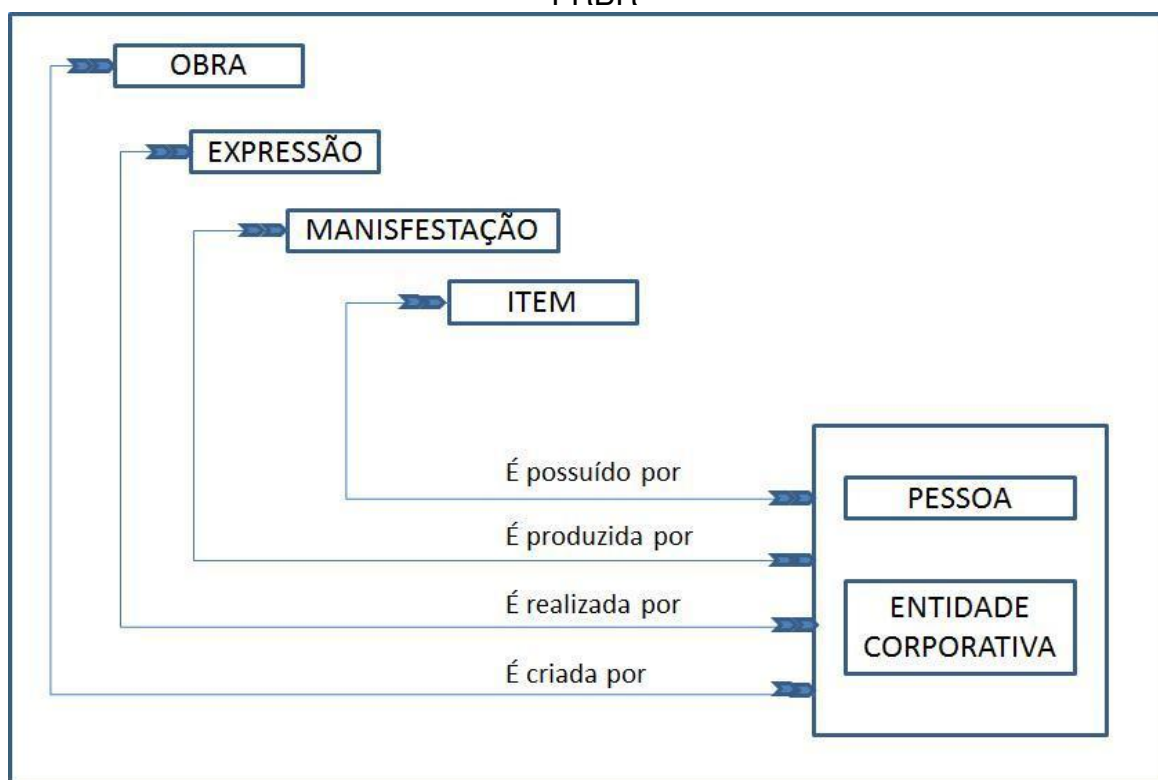 OBRA
EXPRESSÃO
MANISFESTAÇÃO
ITEM
É possuído por
PESSOA
É produzida por
É realizada por
ENTIDADE
CORPORATIVA
É criada por